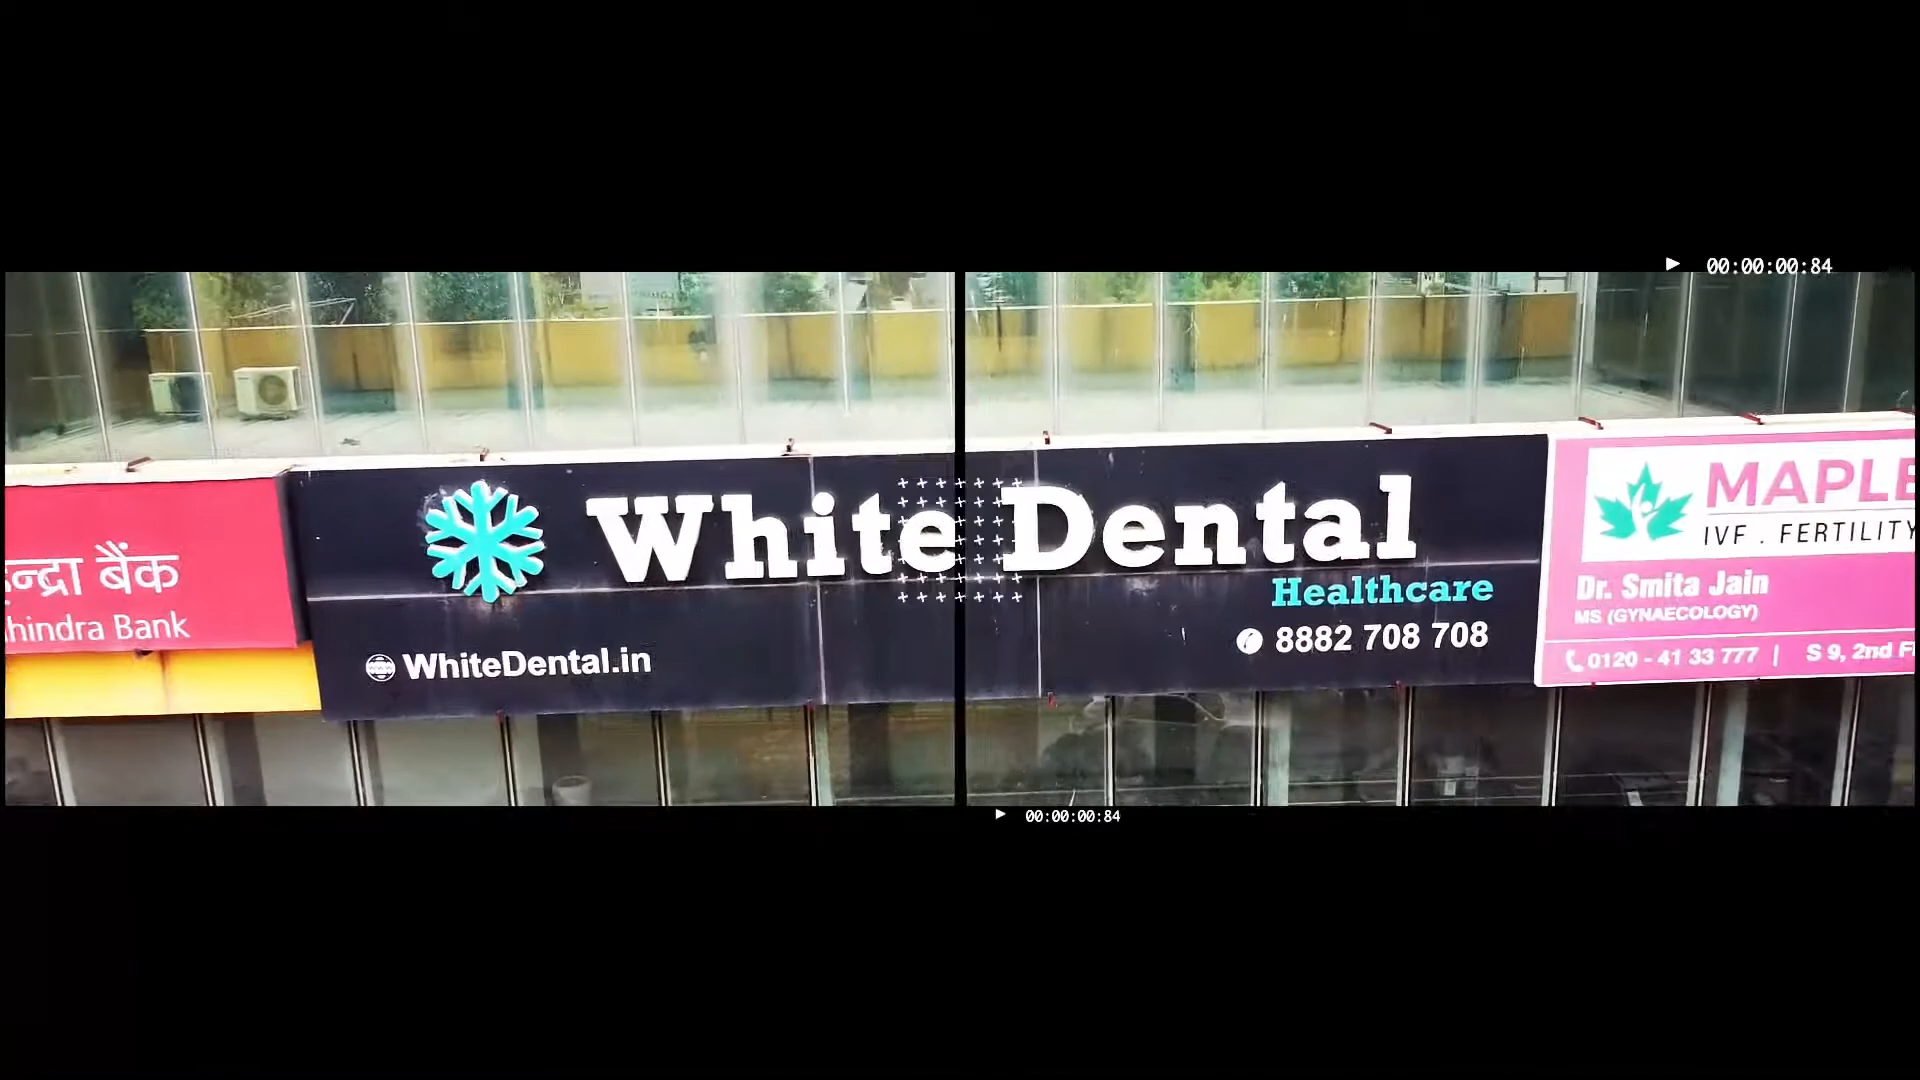 00:00:00:84
न्द्रा बैंक
hindra Bank
White Dental
Healthcare
WhiteDental.in
8882 708 708
MAPLE
IVF . FERTILITY
Dr. Smita Jain
MS (GYNAECOLOGY)
0120 - 41 33 777 | S 9, 2nd F
00:00:00:84